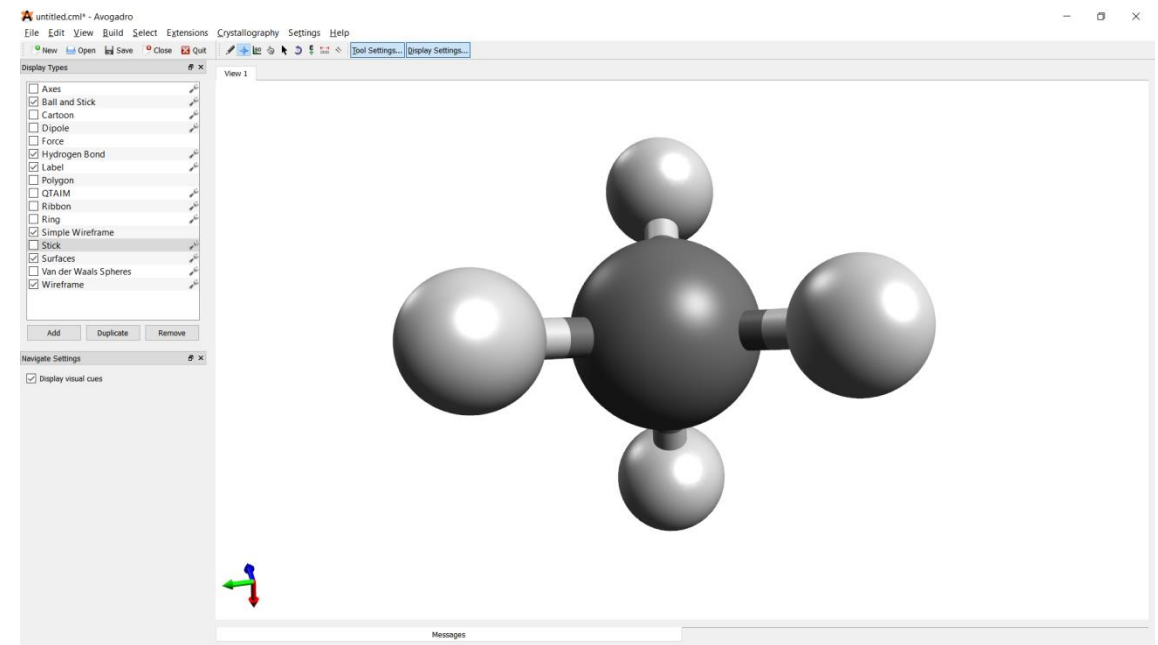 untitled.cml* - Avogadro
File Edit View Build Select Extensions Crystallography Settings Help
New Open Save Close Quit Tool Settings... Display Settings...
Display Types
View 1
Axes
Ball and Stick
Cartoon
Dipole
Force
Hydrogen Bond
Label
Polygon
QTAIM
Ribbon
Ring
Simple Wireframe
Stick
Surfaces
Van der Waals Spheres
Wireframe
Add Duplicate Remove
Navigate Settings
Display visual cues
Messages